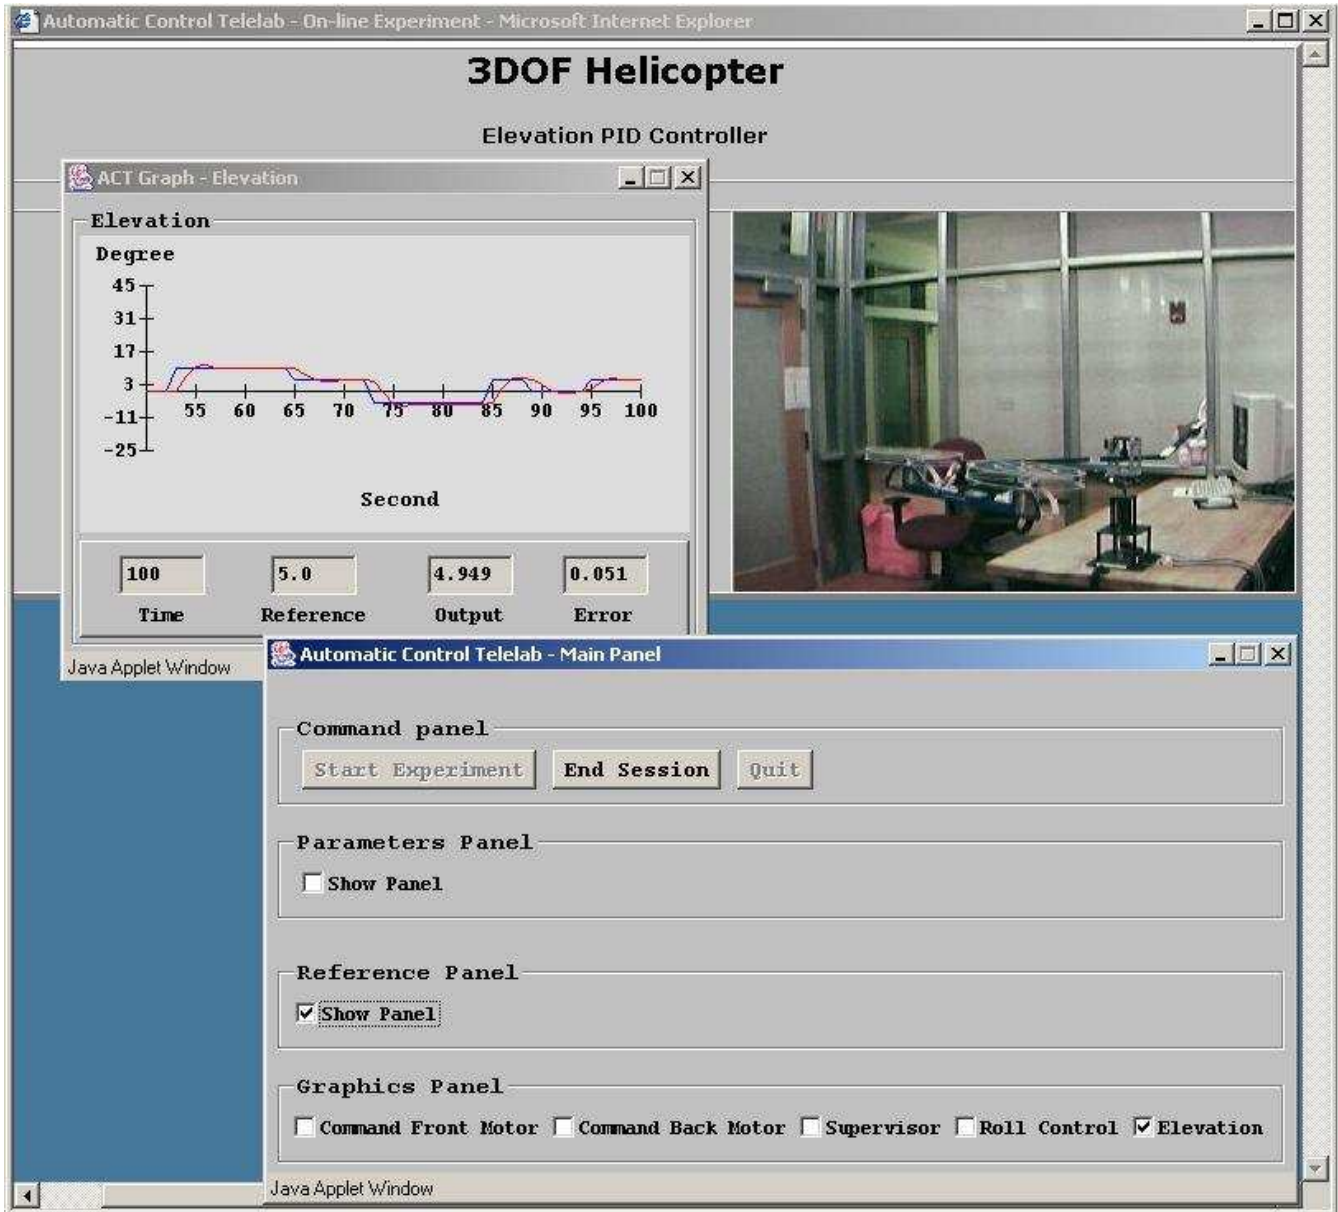 Automatic Control Telelab - On-line Experiment - Microsoft Internet Explorer
3DOF Helicopter
Elevation PID Controller
ACT Graph - Elevation
Elevation
Degree
45
31
17
3
-11
-25
55 60 65 70 75 80 85 90 95 100
Second
100 5.0 4.949 0.051
Time Reference Output Error
Java Applet Window
Automatic Control Telelab - Main Panel
Command panel
Start Experiment End Session Quit
Parameters Panel
Show Panel
Reference Panel
Show Panel
Graphics Panel
Command Front Motor Command Back Motor Supervisor Roll Control Elevation
Java Applet Window